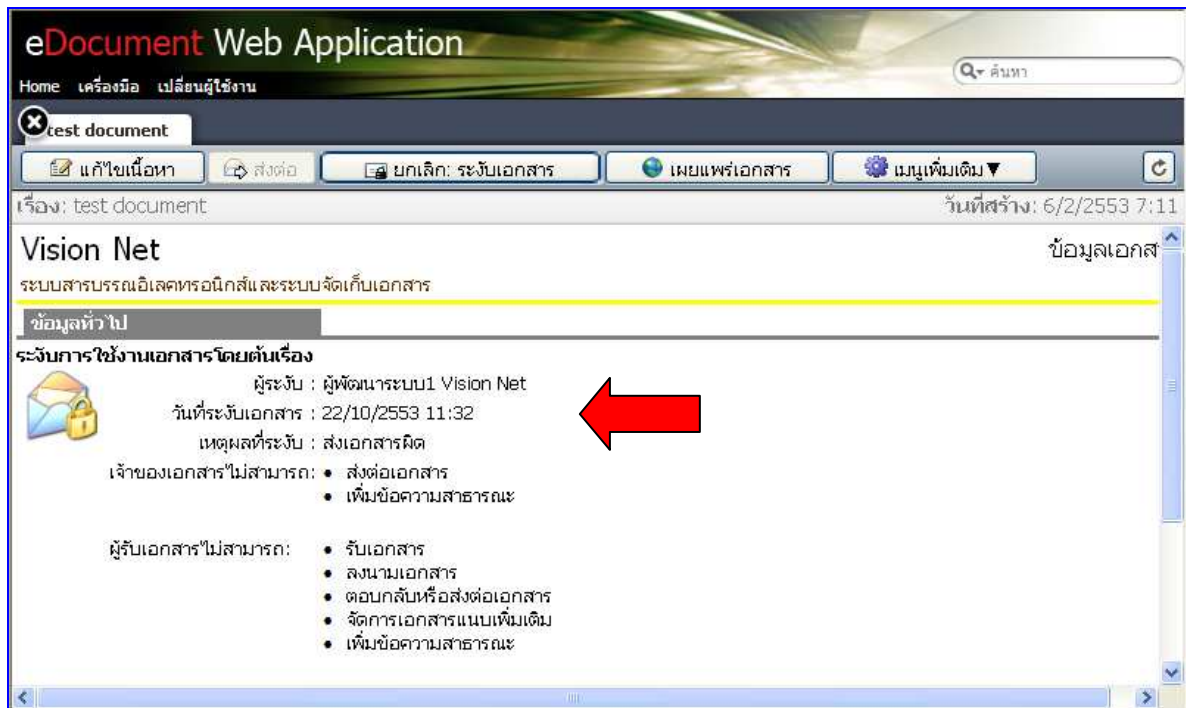 eDocument Web Application
Home เครื่องมือ เปลี่ยนผู้ใช้งาน
ค้นหา
test document
แก้ไขเนื้อหา ส่งต่อ ยกเลิก: ระงับเอกสาร เผยแพร่เอกสาร เมนูเพิ่มเติม▼
เรื่อง: test document วันที่สร้าง: 6/2/2553 7:11
Vision Net ข้อมูลเอกส
ระบบสารบรรณอิเลคทรอนิกส์และระบบจัดเก็บเอกสาร
ข้อมูลทั่วไป
ระงับการใช้งานเอกสารโดยต้นเรื่อง
ผู้ระงับ : ผู้พัฒนาระบบ1 Vision Net
วันที่ระงับเอกสาร : 22/10/2553 11:32
เหตุผลที่ระงับ : ส่งเอกสารผิด
เจ้าของเอกสารไม่สามารถ: • ส่งต่อเอกสาร
• เพิ่มข้อความสาธารณะ
ผู้รับเอกสารไม่สามารถ: • รับเอกสาร
• ลงนามเอกสาร
• ตอบกลับหรือส่งต่อเอกสาร
• จัดการเอกสารแนบเพิ่มเติม
• เพิ่มข้อความสาธารณะ